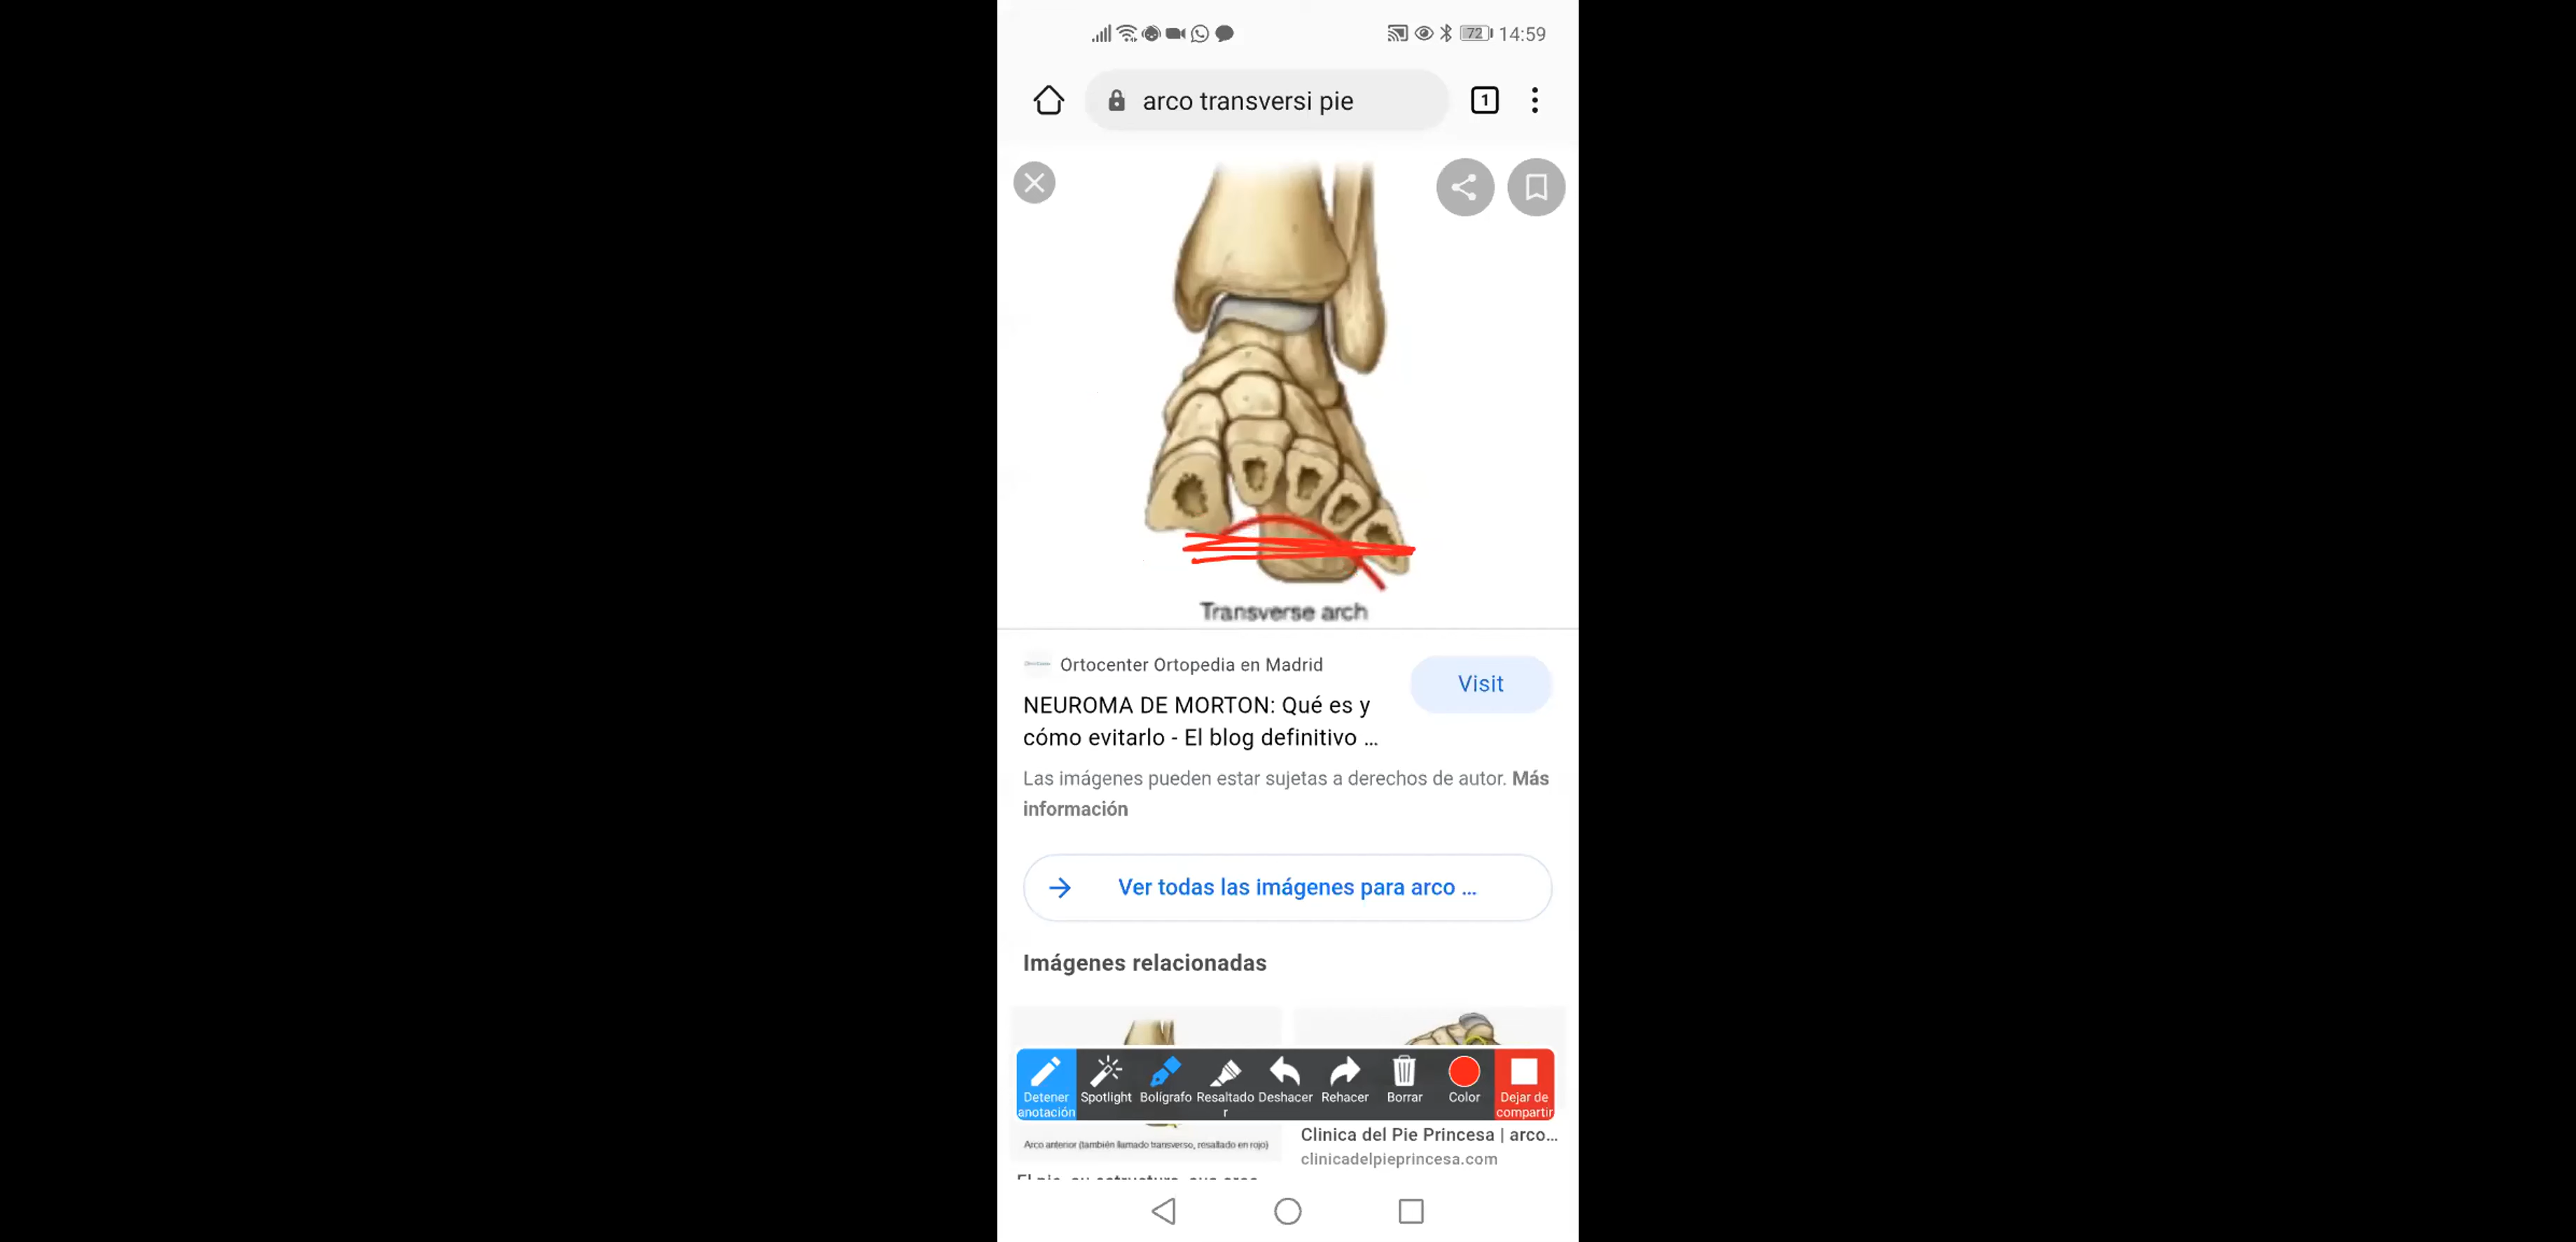 72 14:59
arco transversi pie 1
Transverse arch
Ortocenter Ortopedia en Madrid
Visit
NEUROMA DE MORTON: Qué es y
cómo evitarlo - El blog definitivo ...
Las imágenes pueden estar sujetas a derechos de autor. Más
información
Ver todas las imágenes para arco ...
Imágenes relacionadas
Detener Spotlight Bolígrafo Resaltado Deshacer Rehacer Borrar Color Dejar de
anotación r compartir
Arco anterior (también llamado transverso, resaltado en rojo)
Clinica del Pie Princesa | arco...
clinicadelpieprincesa.com